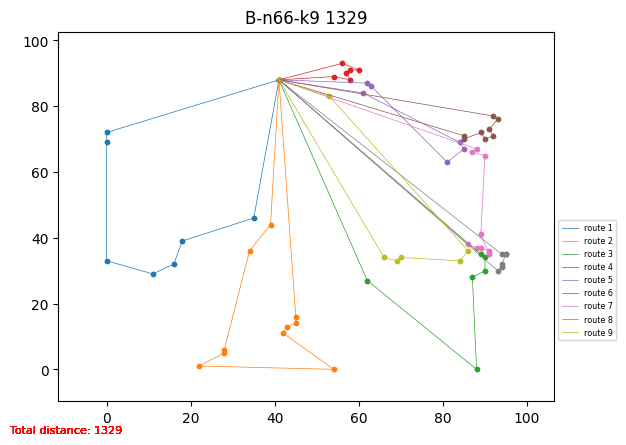 B-n66-k9 1329
100
80
60
40
20
0
0
20
40
60
80
100
route 1
route 2
route 3
route 4
route 5
route 6
route 7
route 8
route 9
Total distance: 1329